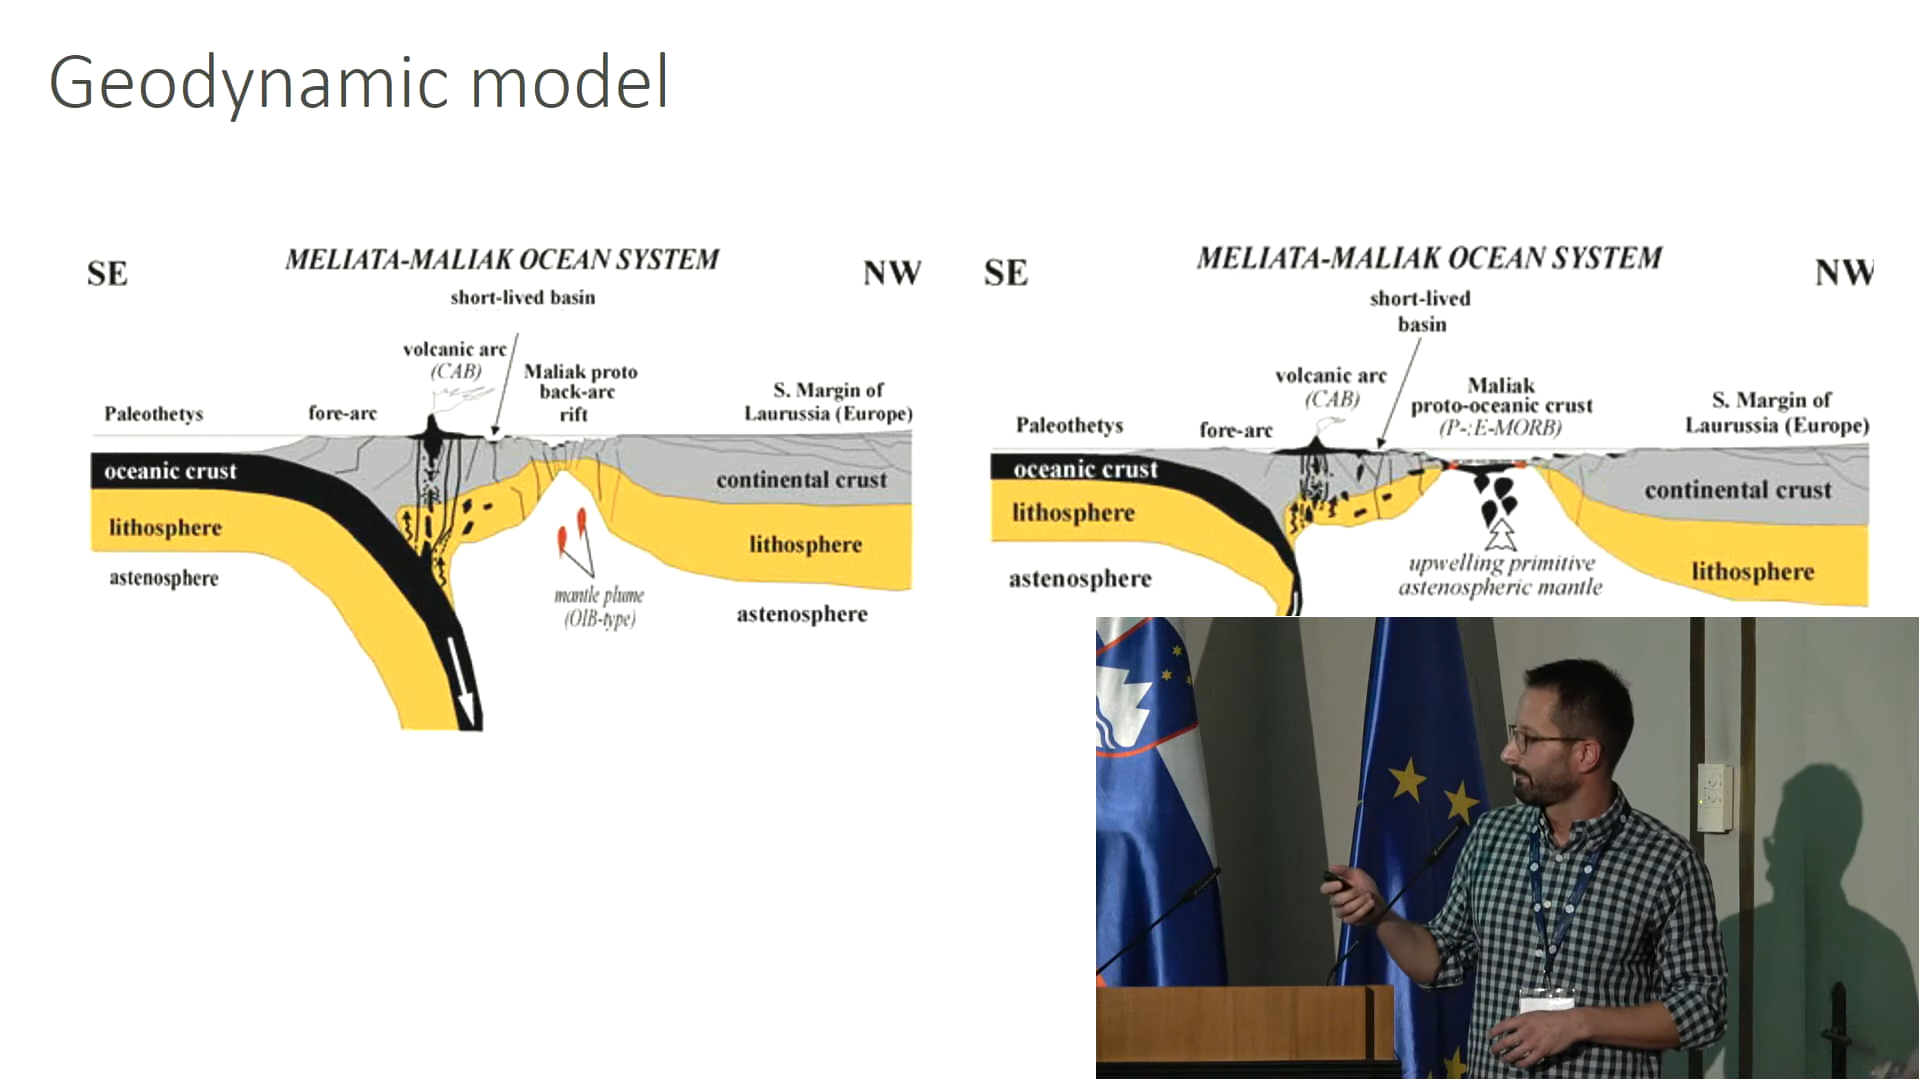 Geodynamic model
SE
MELIATA-MALIAK OCEAN SYSTEM
NW
short-lived basin
volcanic arc
(CAB)
Maliak proto
back-arc
rift
S. Margin of
Laurussia (Europe)
Paleothetys
fore-arc
oceanic crust
continental crust
lithosphere
lithosphere
astenosphere
mantle plume
(OIB-type)
astenosphere
SE
MELIATA-MALIAK OCEAN SYSTEM
NW
short-lived
basin
volcanic arc
(CAB)
Maliak
proto-oceanic crust
(P-;E-MORB)
S. Margin of
Laurussia (Europe)
Paleothetys
fore-arc
oceanic crust
continental crust
lithosphere
upwelling primitive
astenospheric mantle
lithosphere
astenosphere